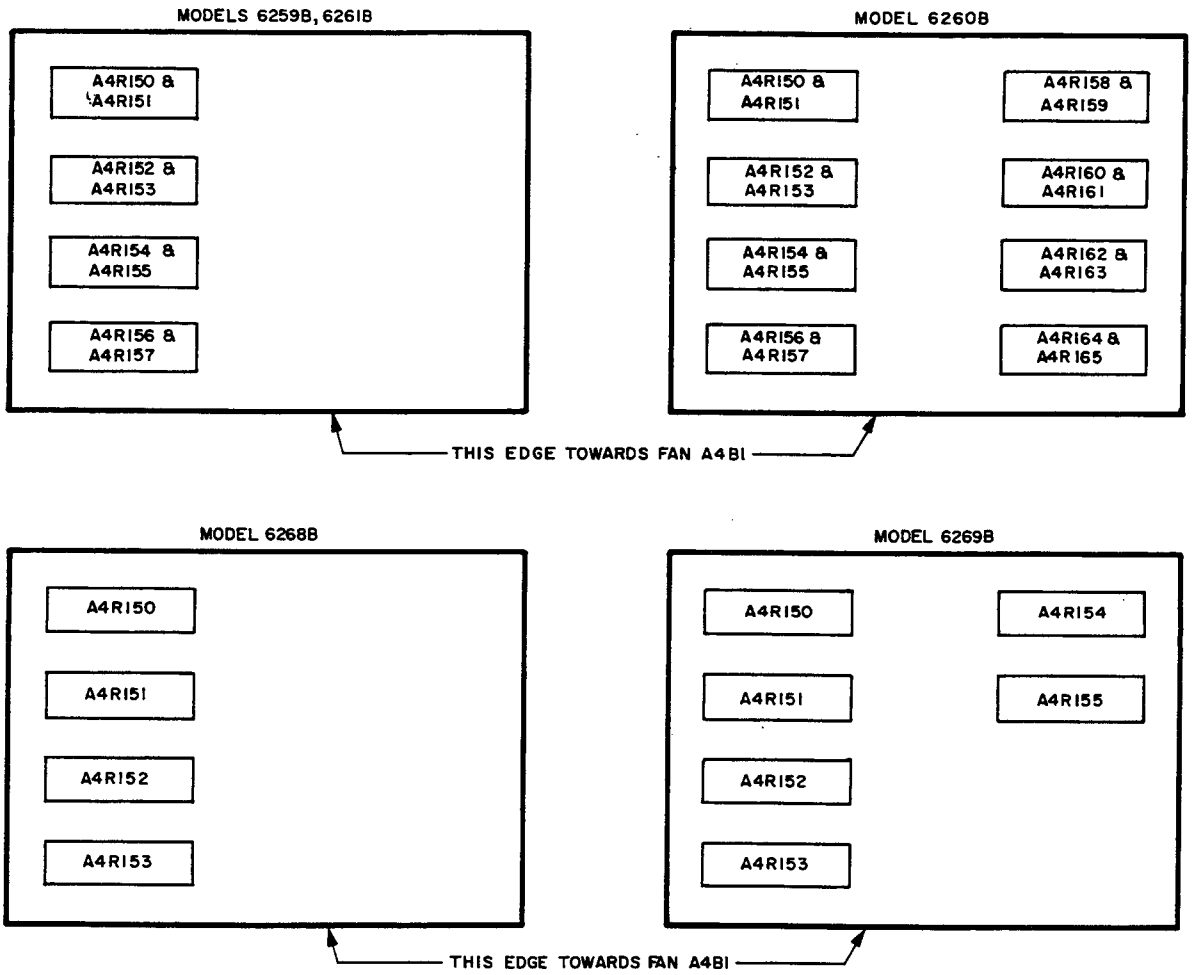 MODELS 6259B, 6261B
A4R150 &
A4R151
A4R152 &
A4R153
A4R154 &
A4R155
A4R156 &
A4R157
MODEL 6260B
A4R150 &
A4R151
A4R152 &
A4R153
A4R154 &
A4R155
A4R156 &
A4R157
A4R158 &
A4R159
A4R160 &
A4R161
A4R162 &
A4R163
A4R164 &
A4R165
THIS EDGE TOWARDS FAN A4B1
MODEL 6268B
A4R150
A4R151
A4R152
A4R153
MODEL 6269B
A4R150
A4R151
A4R152
A4R153
A4R154
A4R155
THIS EDGE TOWARDS FAN A4B1